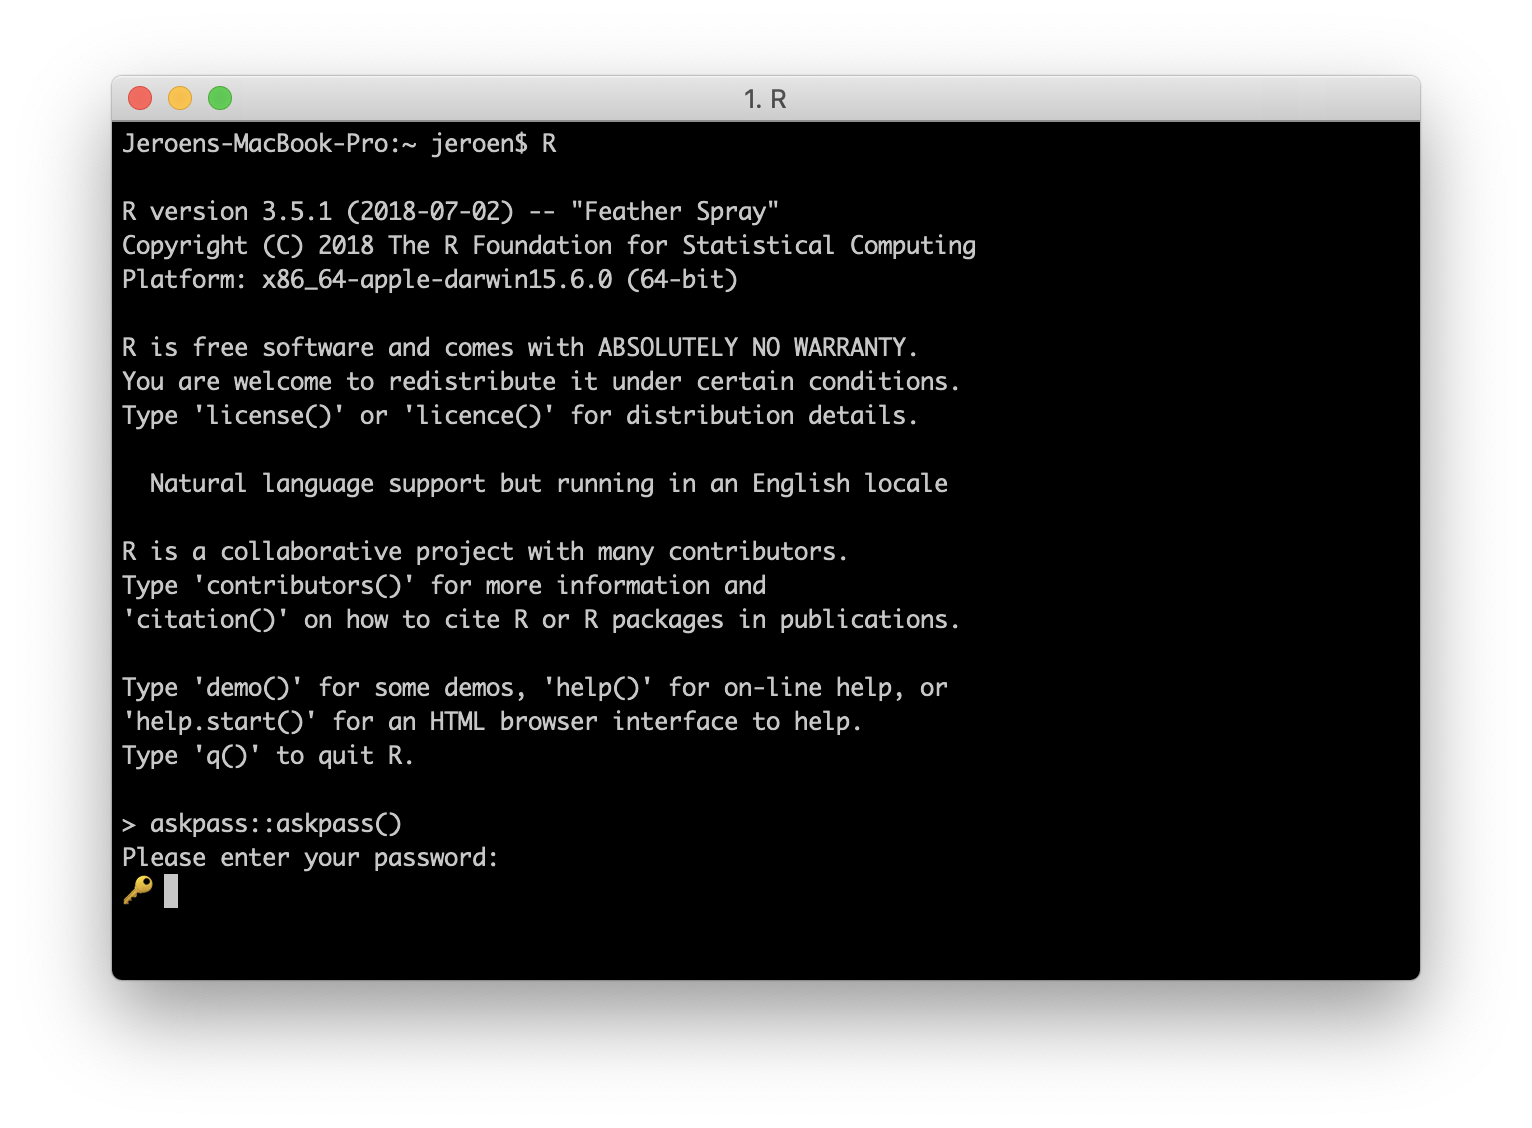 1. R
Jeroens-MacBook-Pro:~ jeroen$ R
R version 3.5.1 (2018-07-02) -- "Feather Spray"
Copyright (C) 2018 The R Foundation for Statistical Computing
Platform: x86_64-apple-darwin15.6.0 (64-bit)
R is free software and comes with ABSOLUTELY NO WARRANTY.
You are welcome to redistribute it under certain conditions.
Type 'license()' or 'licence()' for distribution details.
  Natural language support but running in an English locale
R is a collaborative project with many contributors.
Type 'contributors()' for more information and
'citation()' on how to cite R or R packages in publications.
Type 'demo()' for some demos, 'help()' for on-line help, or
'help.start()' for an HTML browser interface to help.
Type 'q()' to quit R.
> askpass::askpass()
Please enter your password:
🔑